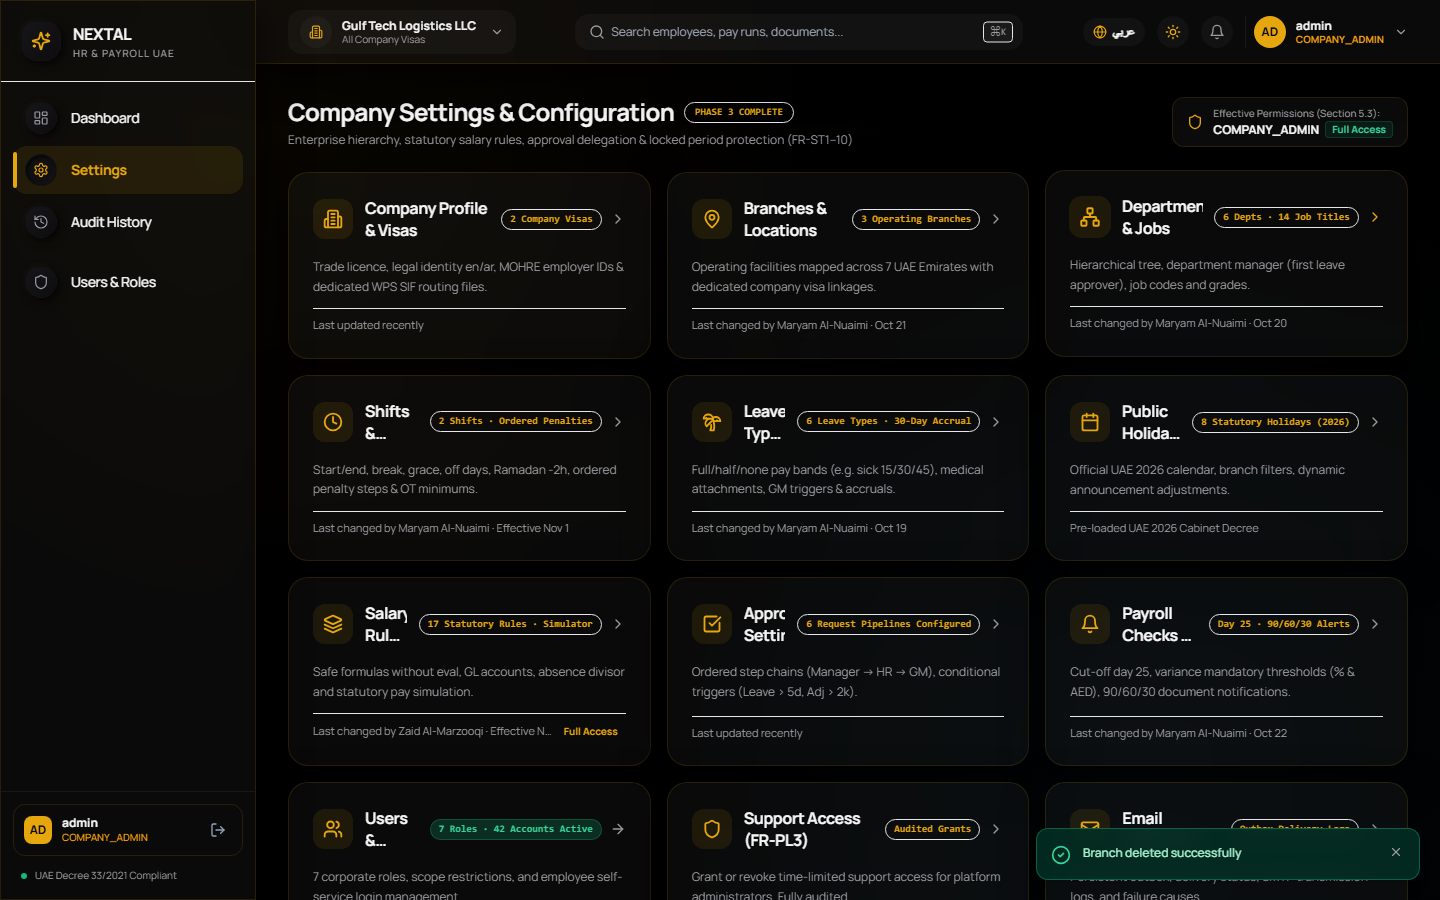 NEXTAL
HR & PAYROLL UAE
Dashboard
Settings
Audit History
Users & Roles
admin
COMPANY_ADMIN
UAE Decree 33/2021 Compliant
Gulf Tech Logistics LLC
All Company Visas
Search employees, pay runs, documents...
⌘K
عربي
AD
admin
COMPANY_ADMIN
Company Settings & Configuration
PHASE 3 COMPLETE
Enterprise hierarchy, statutory salary rules, approval delegation & locked period protection (FR-ST1–10)
Effective Permissions (Section 5.3):
COMPANY_ADMIN Full Access
Company Profile
& Visas
2 Company Visas
Trade licence, legal identity en/ar, MOHRE employer IDs &
dedicated WPS SIF routing files.
Last updated recently
Branches &
Locations
3 Operating Branches
Operating facilities mapped across 7 UAE Emirates with
dedicated company visa linkages.
Last changed by Maryam Al-Nuaimi · Oct 21
Departmen
& Jobs
6 Depts · 14 Job Titles
Hierarchical tree, department manager (first leave
approver), job codes and grades.
Last changed by Maryam Al-Nuaimi · Oct 20
Shifts
&...
2 Shifts · Ordered Penalties
Start/end, break, grace, off days, Ramadan -2h, ordered
penalty steps & OT minimums.
Last changed by Maryam Al-Nuaimi · Effective Nov 1
Leave
Typ...
6 Leave Types · 30-Day Accrual
Full/half/none pay bands (e.g. sick 15/30/45), medical
attachments, GM triggers & accruals.
Last changed by Maryam Al-Nuaimi · Oct 19
Public
Holida...
8 Statutory Holidays (2026)
Official UAE 2026 calendar, branch filters, dynamic
announcement adjustments.
Pre-loaded UAE 2026 Cabinet Decree
Salary
Rul...
17 Statutory Rules · Simulator
Safe formulas without eval, GL accounts, absence divisor
and statutory pay simulation.
Last changed by Zaid Al-Marzooqi · Effective N... Full Access
Appro
Settin
6 Request Pipelines Configured
Ordered step chains (Manager → HR → GM), conditional
triggers (Leave > 5d, Adj > 2k).
Last updated recently
Payroll
Checks ...
Day 25 · 90/60/30 Alerts
Cut-off day 25, variance mandatory thresholds (% &
AED), 90/60/30 document notifications.
Last changed by Maryam Al-Nuaimi · Oct 22
Users
&...
7 Roles · 42 Accounts Active
7 corporate roles, scope restrictions, and employee self-
service login management.
Support Access
(FR-PL3)
Audited Grants
Grant or revoke time-limited support access for platform
administrators. Fully audited.
Email
logs, and failure causes.
Branch deleted successfully
AD